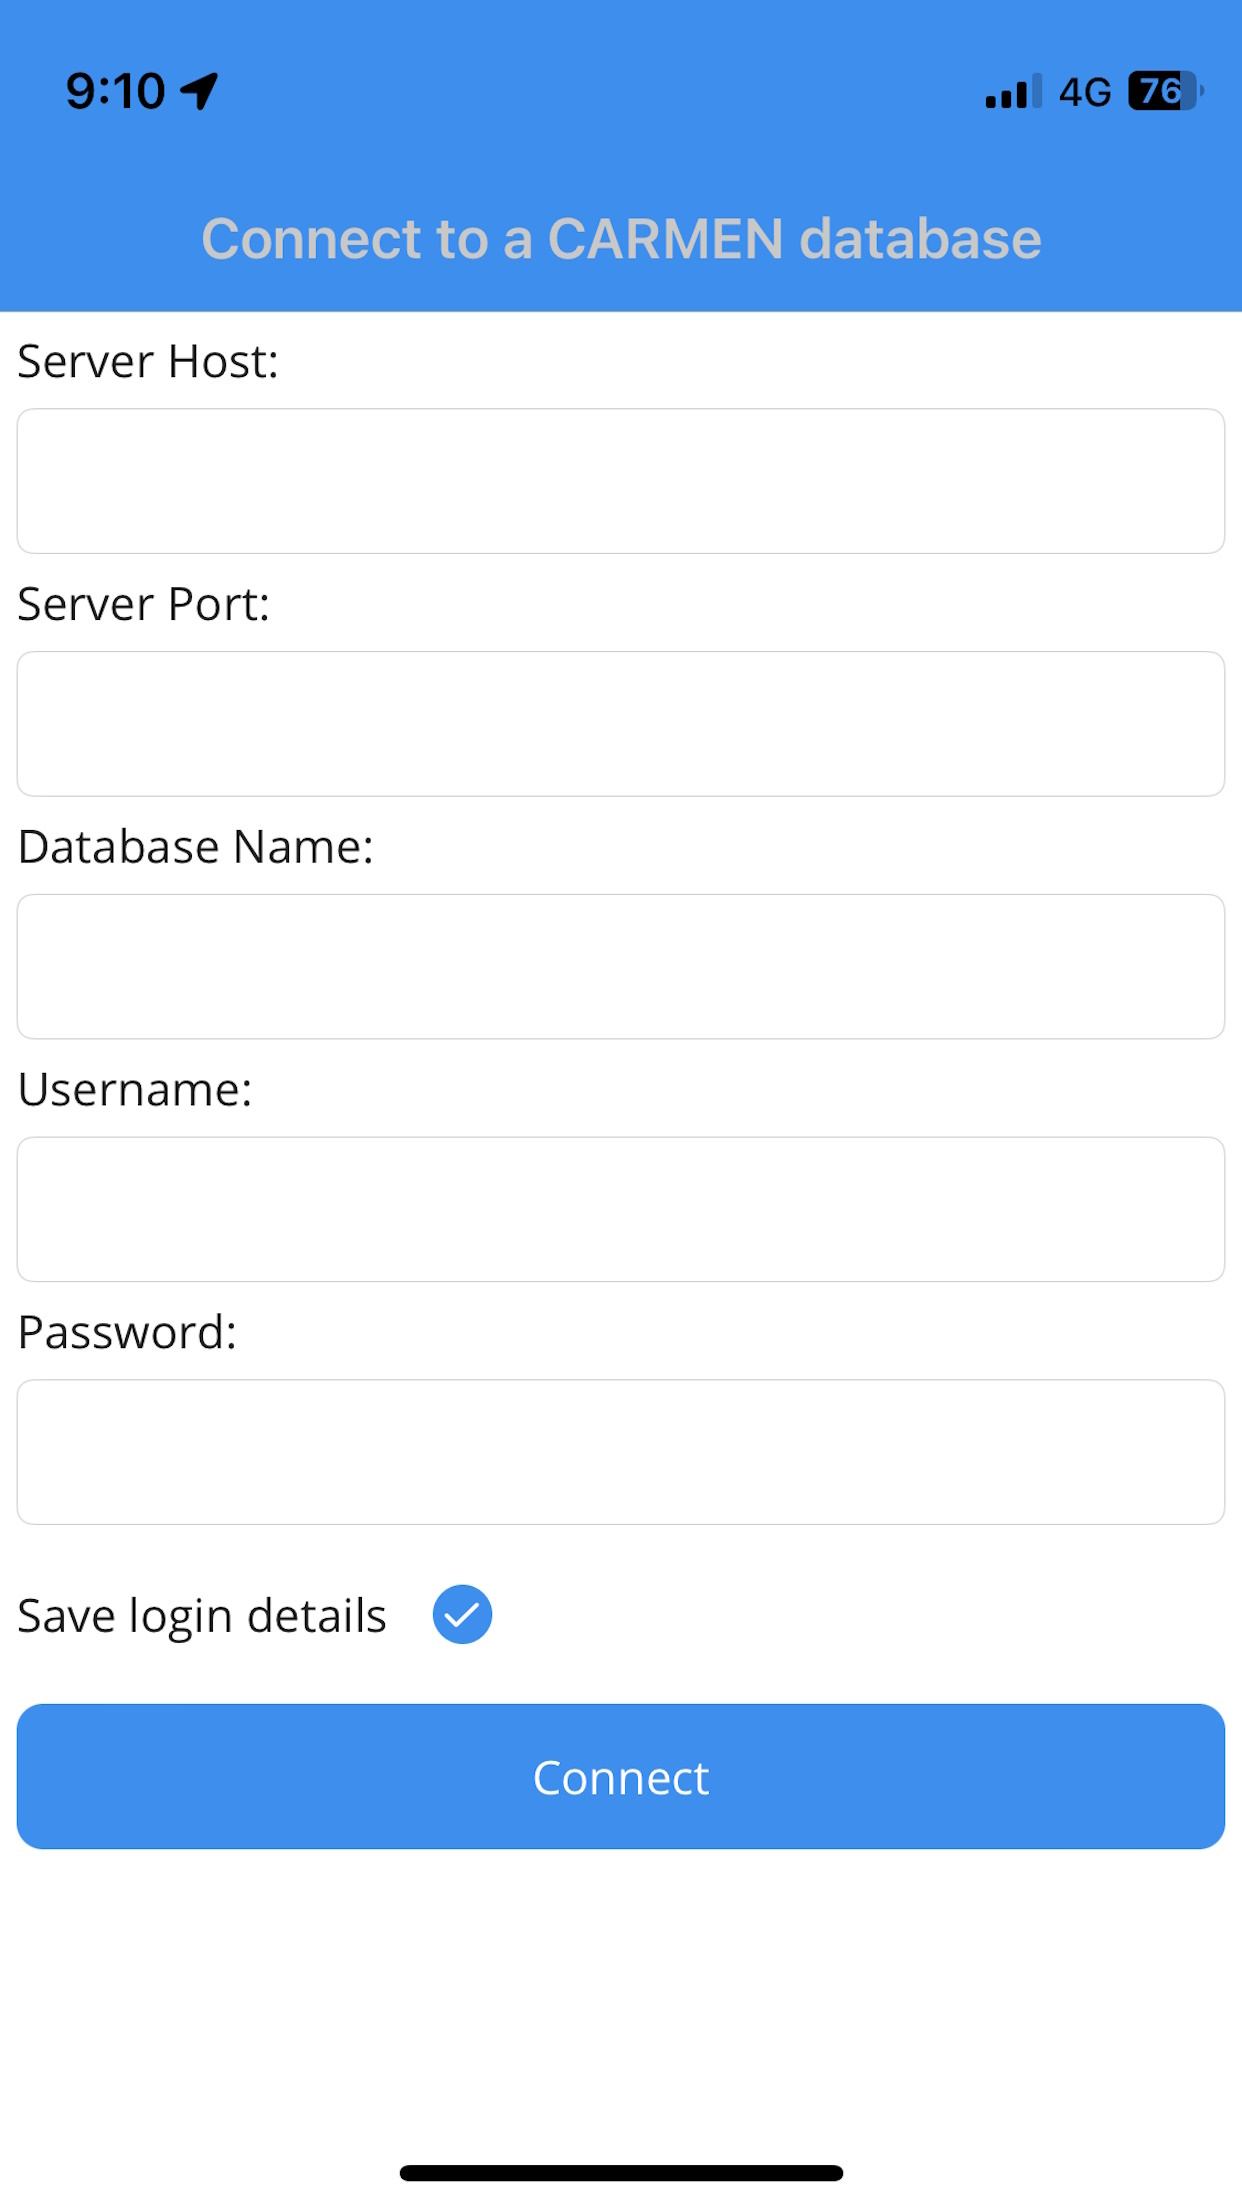 9:10
4G
76
Connect to a CARMEN database
Server Host:
Server Port:
Database Name:
Username:
Password:
Save login details
Connect